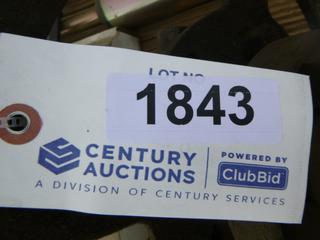 LOT NO.
1843
CENTURY
AUCTIONS
POWERED BY
ClubBid
A DIVISION OF CENTURY SERVICES